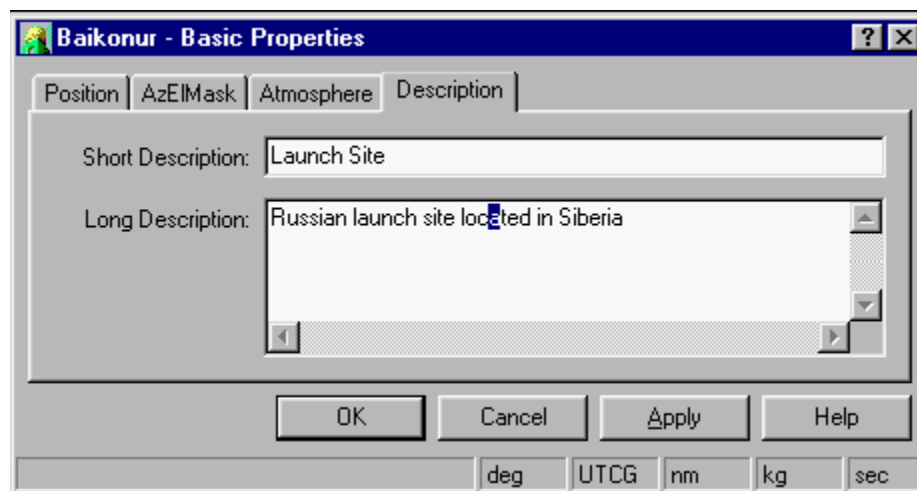 Baikonur - Basic Properties
Position AzElMask Atmosphere Description
Short Description: Launch Site
Long Description: Russian launch site located in Siberia
OK Cancel Apply Help
deg UTCG nm kg sec